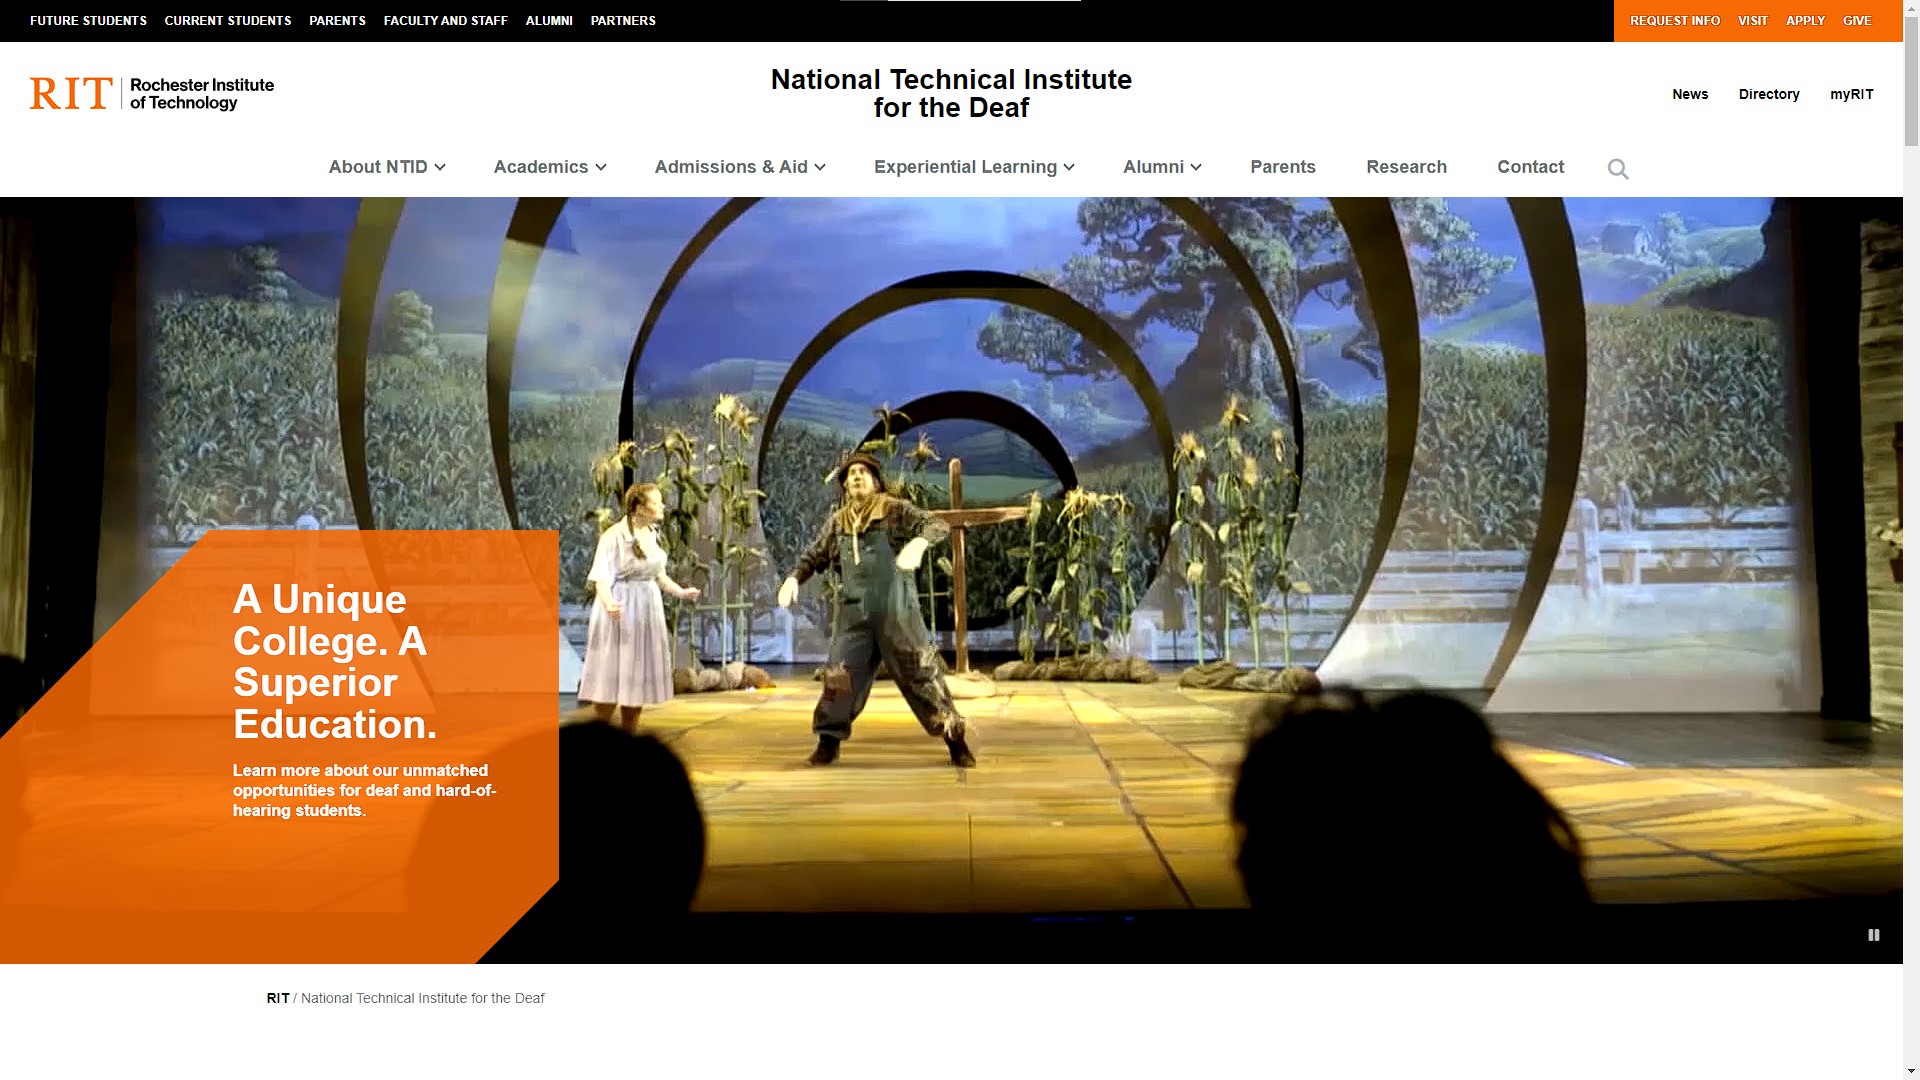 FUTURE STUDENTS CURRENT STUDENTS PARENTS FACULTY AND STAFF ALUMNI PARTNERS REQUEST INFO VISIT APPLY GIVE
RIT Rochester Institute
of Technology
National Technical Institute
for the Deaf
News Directory myRIT
About NTID Academics Admissions & Aid Experiential Learning Alumni Parents Research Contact
A Unique
College. A
Superior
Education.
Learn more about our unmatched
opportunities for deaf and hard-of-
hearing students.
RIT / National Technical Institute for the Deaf